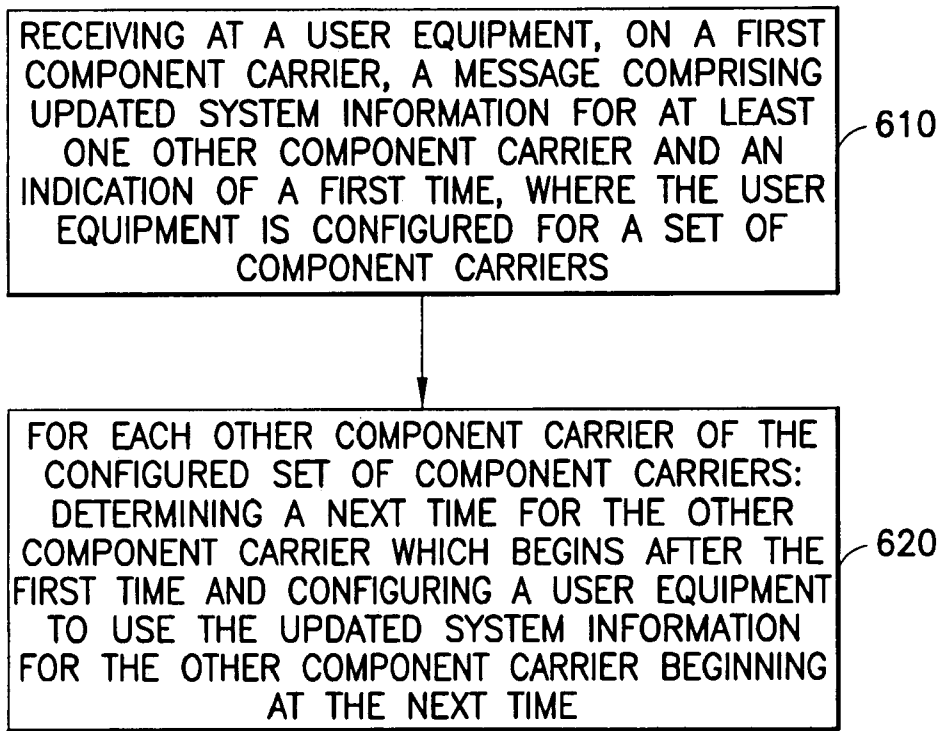 RECEIVING AT A USER EQUIPMENT, ON A FIRST
COMPONENT CARRIER, A MESSAGE COMPRISING
UPDATED SYSTEM INFORMATION FOR AT LEAST
ONE OTHER COMPONENT CARRIER AND AN
INDICATION OF A FIRST TIME, WHERE THE USER
EQUIPMENT IS CONFIGURED FOR A SET OF
COMPONENT CARRIERS
610
FOR EACH OTHER COMPONENT CARRIER OF THE
CONFIGURED SET OF COMPONENT CARRIERS:
DETERMINING A NEXT TIME FOR THE OTHER
COMPONENT CARRIER WHICH BEGINS AFTER THE
FIRST TIME AND CONFIGURING A USER EQUIPMENT
TO USE THE UPDATED SYSTEM INFORMATION
FOR THE OTHER COMPONENT CARRIER BEGINNING
AT THE NEXT TIME
620